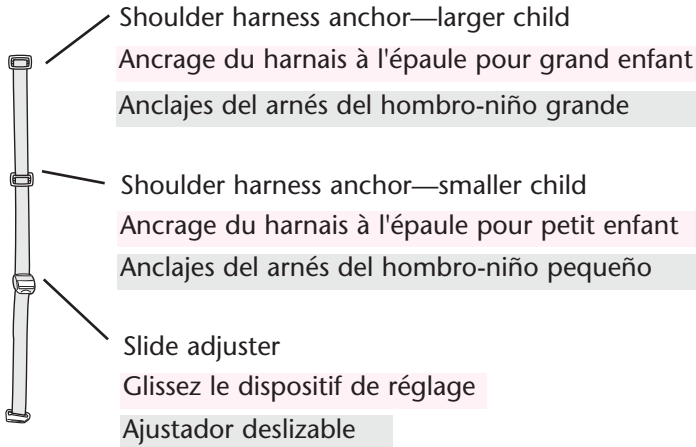 Shoulder harness anchor—larger child
Ancrage du harnais à l'épaule pour grand enfant
Anclajes del arnés del hombro-niño grande
Shoulder harness anchor—smaller child
Ancrage du harnais à l'épaule pour petit enfant
Anclajes del arnés del hombro-niño pequeño
Slide adjuster
Glissez le dispositif de réglage
Ajustador deslizable